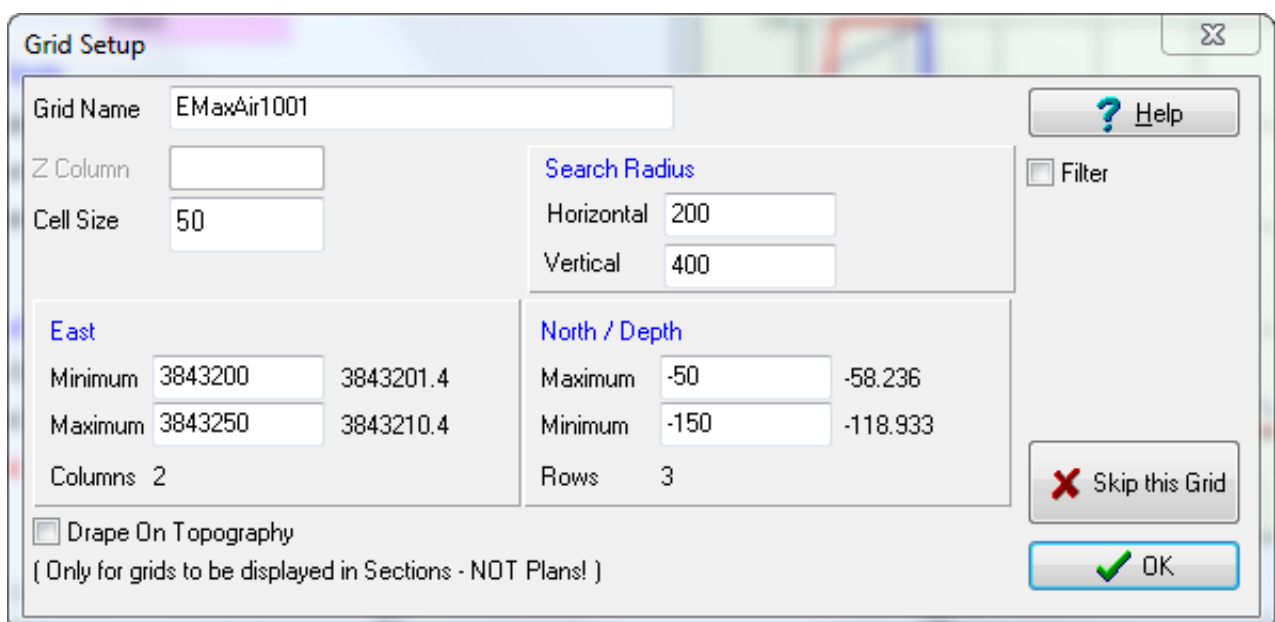 Grid Setup
Grid Name EMaxAir1001
Help
Z Column
Filter
Cell Size 50
Search Radius
Horizontal 200
Vertical 400
East
Minimum 3843200 3843201.4
Maximum 3843250 3843210.4
Columns 2
North / Depth
Maximum -50 -58.236
Minimum -150 -118.933
Rows 3
Skip this Grid
Drape On Topography
( Only for grids to be displayed in Sections - NOT Plans! )
OK